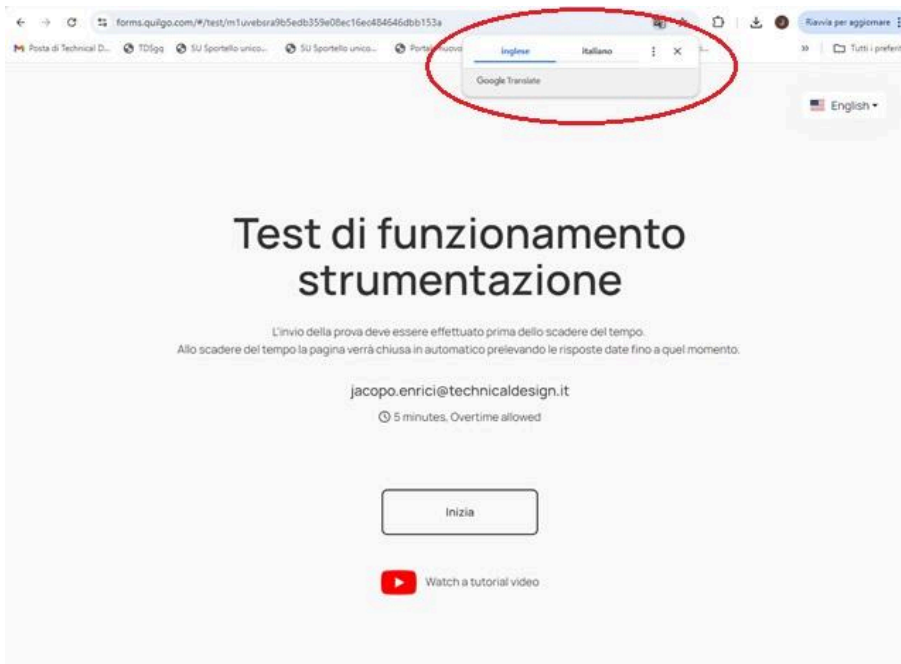 forms.quilgo.com/#/test/m1uvebsra9b5edb359e08ec16ec484646dbb153a
Riavvia per aggiornare
Posta di Technical D... TDSgq SU Sportello unico... SU Sportello unico... nuovo Tutti i preferit
inglese italiano
Google Translate
English
Test di funzionamento
strumentazione
L'invio della prova deve essere effettuato prima dello scadere del tempo.
Allo scadere del tempo la pagina verrà chiusa in automatico prelevando le risposte date fino a quel momento.
jacopo.enrici@technicaldesign.it
5 minutes, Overtime allowed
Inizia
Watch a tutorial video